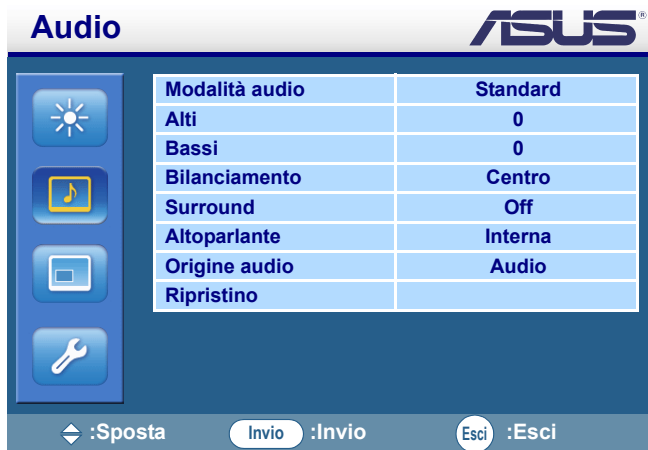 Audio
ASUS®
Modalità audio Standard
Alti 0
Bassi 0
Bilanciamento Centro
Surround Off
Altoparlante Interna
Origine audio Audio
Ripristino
:Sposta Invio :Invio Esci :Esci